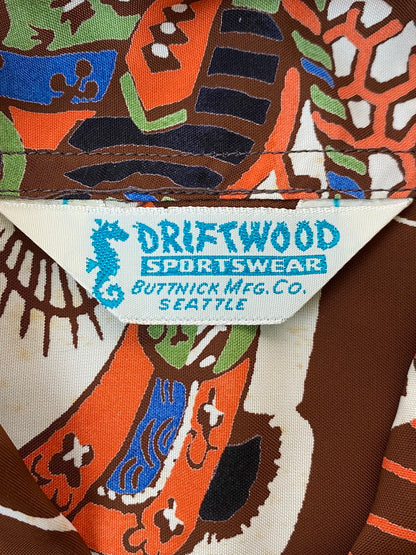 DRIFTWOOD
SPORTSWEAR
BUTTNICK MFG. CO.
SEATTLE